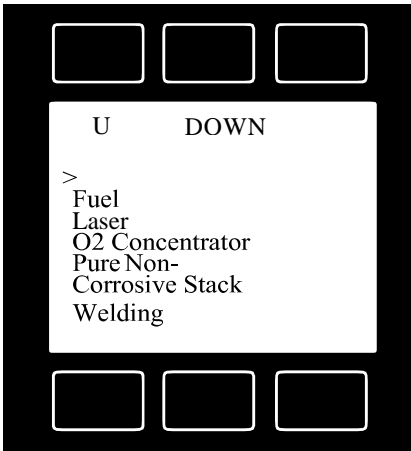 U DOWN
>
Fuel
Laser
O2 Concentrator
Pure Non-
Corrosive Stack
Welding